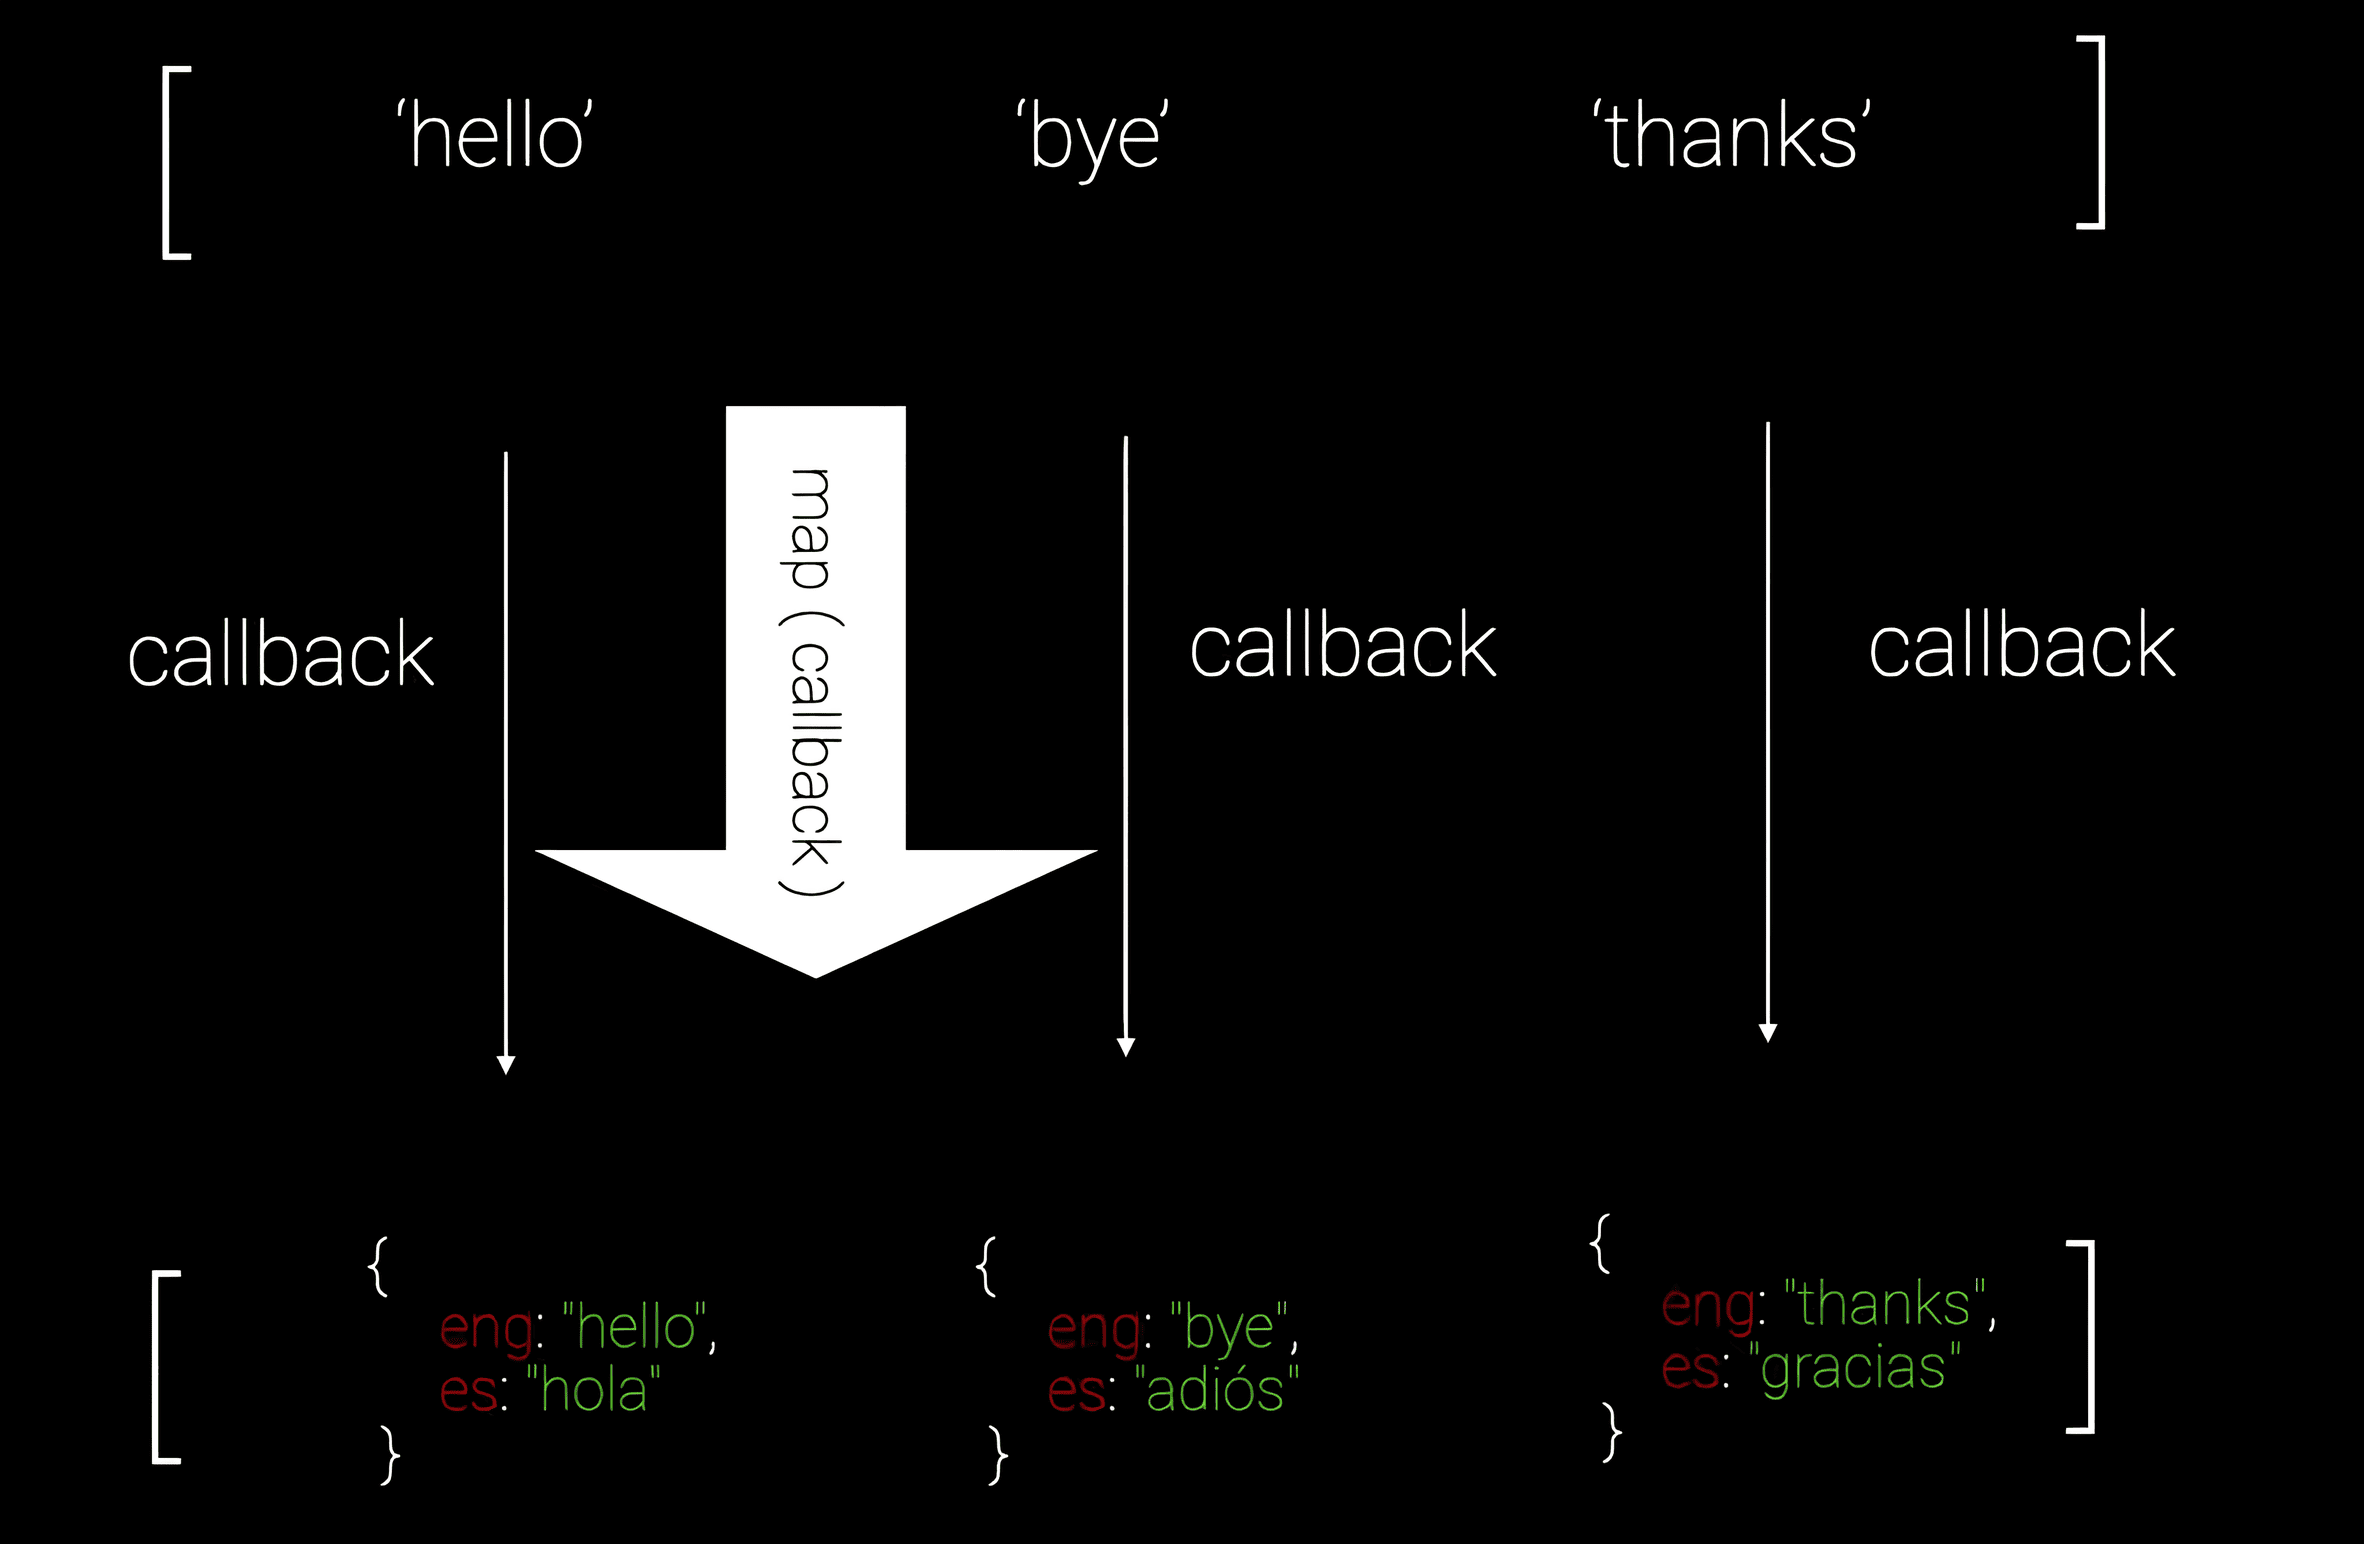 [ ‘hello’ ‘bye’ ‘thanks’ ]
map ( callback )
callback
callback
callback
[
{
eng: "hello",
es: "hola"
}
{
eng: "bye",
es: "adiós"
}
{
eng: "thanks",
es: "gracias"
}
]